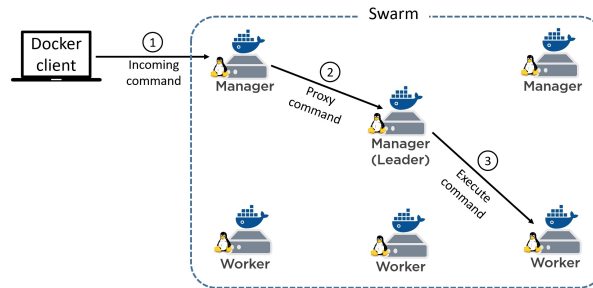 Swarm
Docker
client
1
Incoming
command
Manager
2
Proxy
command
Manager
Manager
(Leader)
3
Execute
command
Worker
Worker
Worker